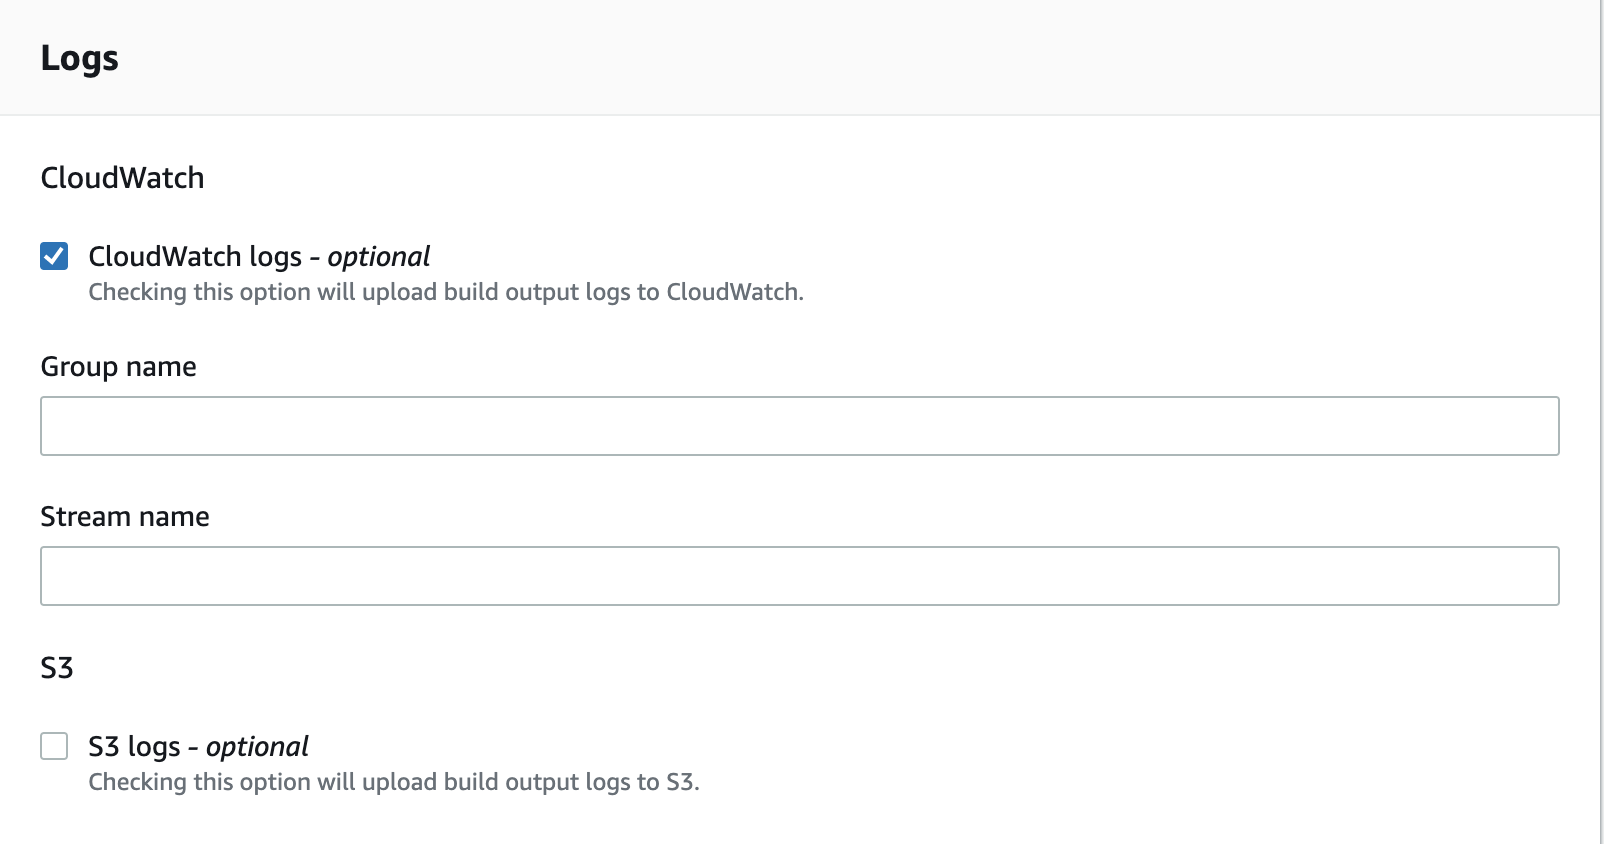 Logs
CloudWatch
CloudWatch logs - optional
Checking this option will upload build output logs to CloudWatch.
Group name
Stream name
S3
S3 logs - optional
Checking this option will upload build output logs to S3.